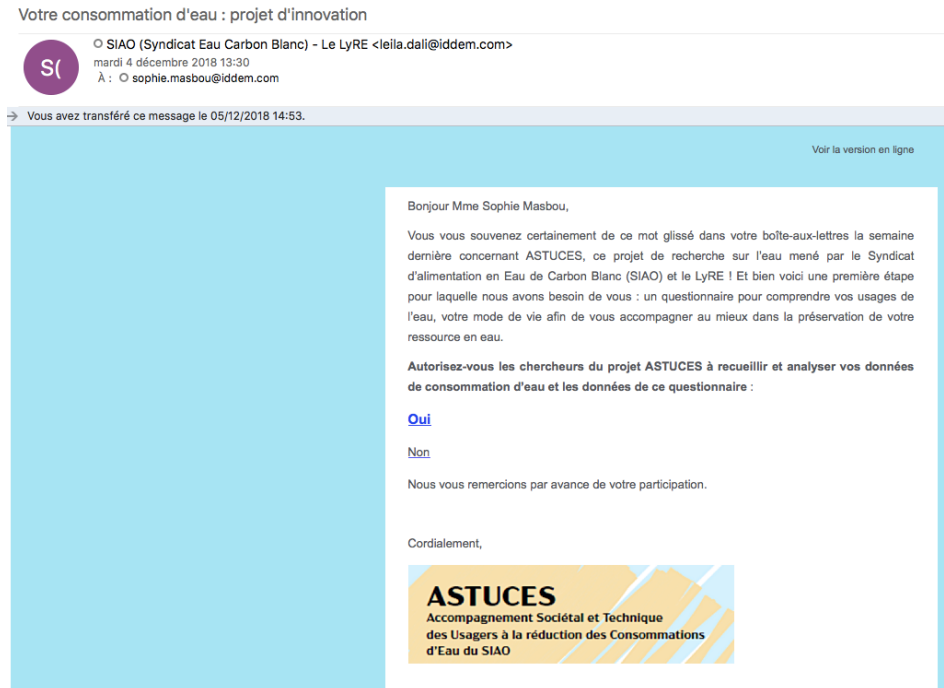 Votre consommation d'eau : projet d'innovation
S(
SIAO (Syndicat Eau Carbon Blanc) - Le LyRE <leila.dali@iddem.com>
mardi 4 décembre 2018 13:30
À : sophie.masbou@iddem.com
Vous avez transféré ce message le 05/12/2018 14:53.
Voir la version en ligne
Bonjour Mme Sophie Masbou,
Vous vous souvenez certainement de ce mot glissé dans votre boîte-aux-lettres la semaine
dernière concernant ASTUCES, ce projet de recherche sur l'eau mené par le Syndicat
d'alimentation en Eau de Carbon Blanc (SIAO) et le LyRE ! Et bien voici une première étape
pour laquelle nous avons besoin de vous : un questionnaire pour comprendre vos usages de
l'eau, votre mode de vie afin de vous accompagner au mieux dans la préservation de votre
ressource en eau.
Autorisez-vous les chercheurs du projet ASTUCES à recueillir et analyser vos données
de consommation d'eau et les données de ce questionnaire :
Oui
Non
Nous vous remercions par avance de votre participation.
Cordialement,
ASTUCES
Accompagnement Sociétal et Technique
des Usagers à la réduction des Consommations
d'Eau du SIAO